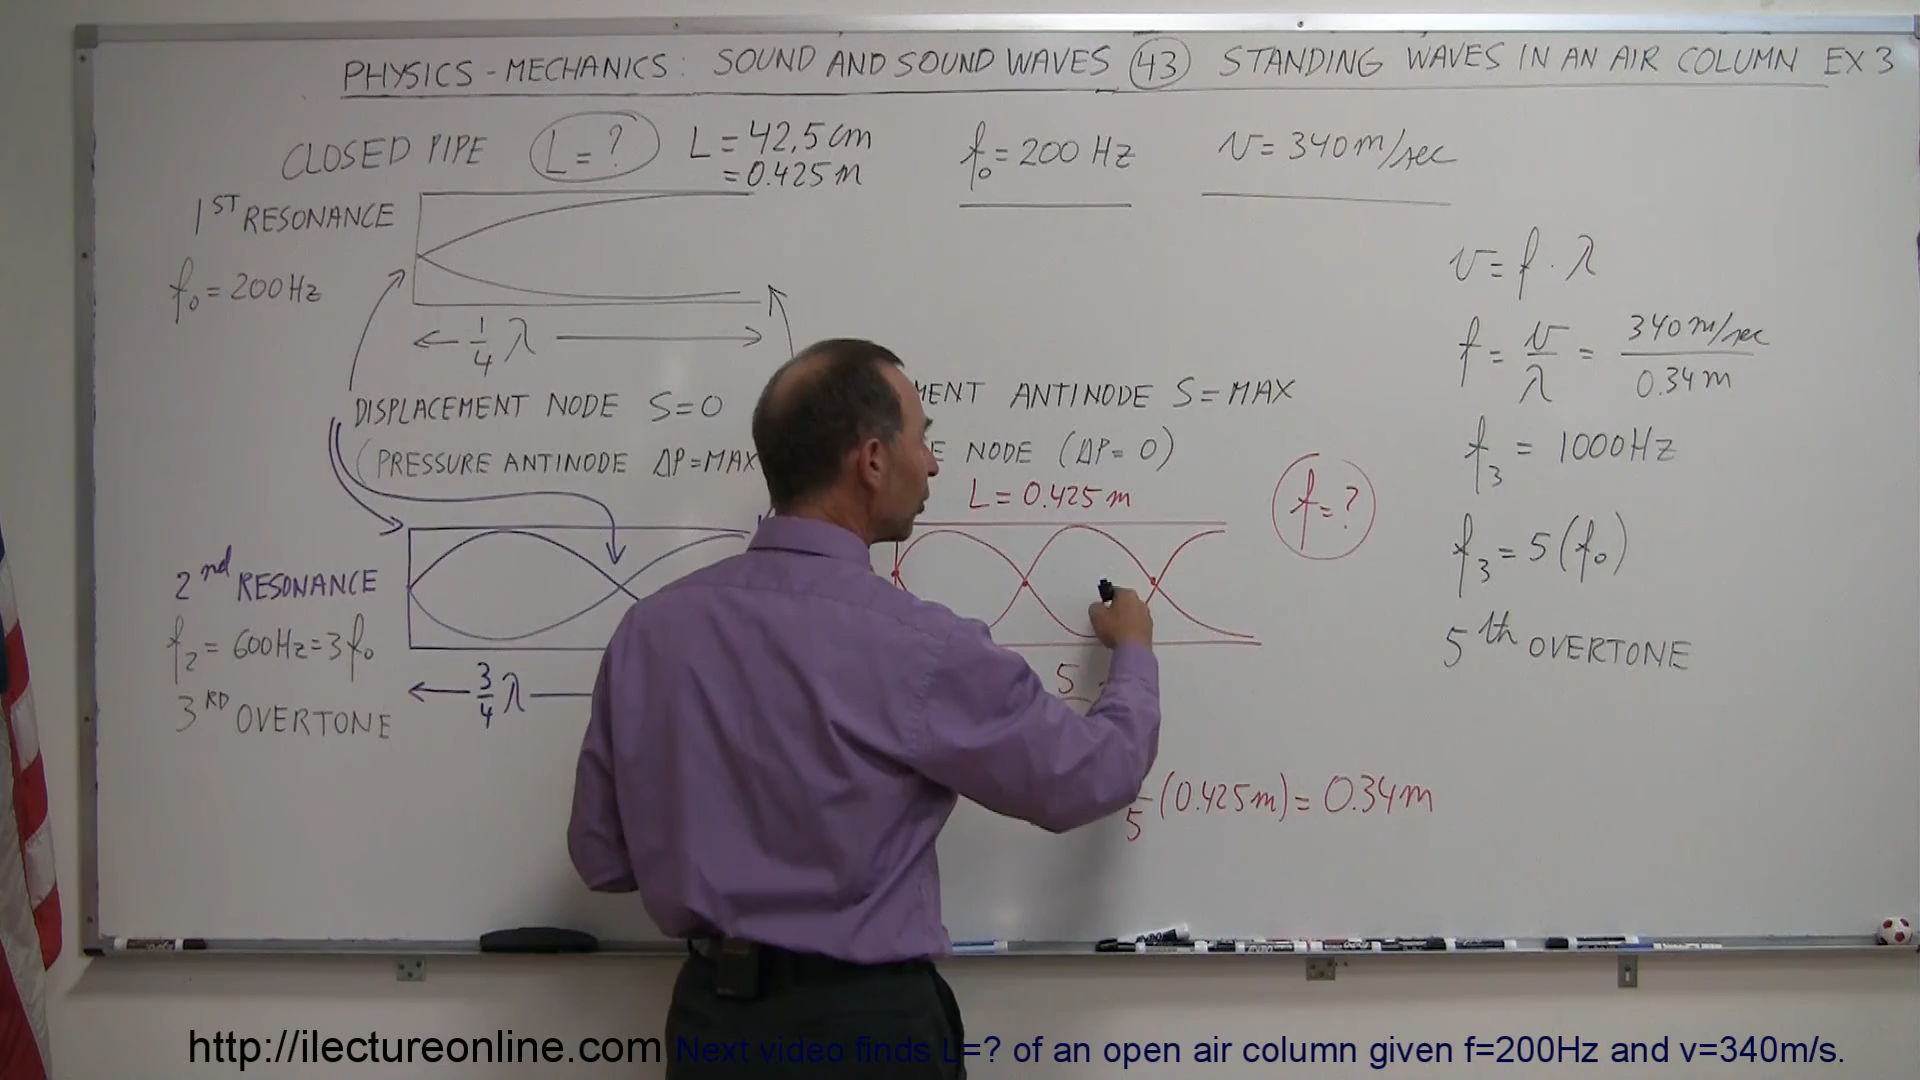 PHYSICS - MECHANICS: SOUND AND SOUND WAVES 43 STANDING WAVES IN AN AIR COLUMN EX 3
CLOSED PIPE L = ? L = 42,5 cm
= 0.425 m
f₀ = 200 Hz v = 340 m/sec
1ST RESONANCE
f₀ = 200 Hz
1/4 λ
DISPLACEMENT NODE S = 0
(PRESSURE ANTINODE ΔP = MAX
MENT ANTINODE S = MAX
E NODE (ΔP = 0)
L = 0.425 m
f = ?
2nd RESONANCE
f₂ = 600 Hz = 3 f₀
3RD OVERTONE
3/4 λ
5
5 (0.425 m) = 0.34 m
v = f · λ
f = v/λ = 340 m/sec / 0.34 m
f₃ = 1000 Hz
f₃ = 5 (f₀)
5th OVERTONE
http://ilectureonline.com Next video finds L=? of an open air column given f=200Hz and v=340m/s.